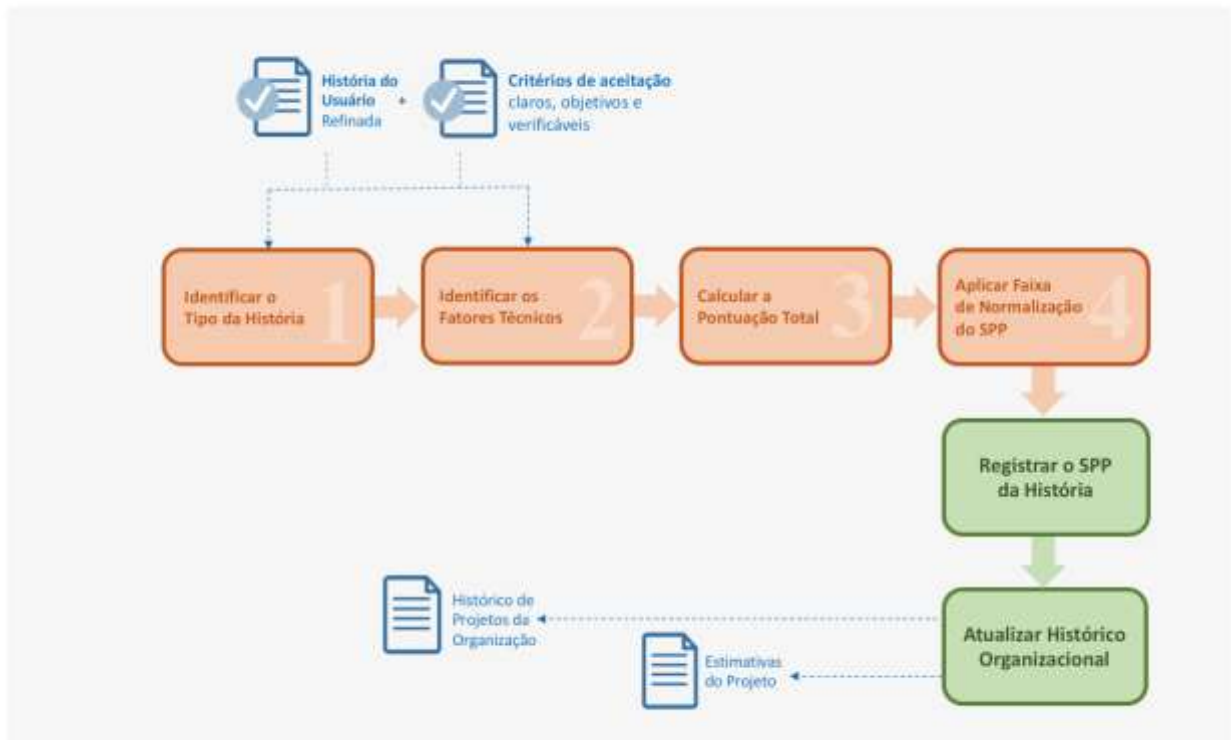 História do
Usuário +
Refinada
Critérios de aceitação
claros, objetivos e
verificáveis
Identificar o
Tipo da História
1
Identificar os
Fatores Técnicos
2
Calcular a
Pontuação Total
3
Aplicar Faixa
de Normalização
do SPP
4
Registrar o SPP
da História
Atualizar Histórico
Organizacional
Histórico de
Projetos da
Organização
Estimativas
do Projeto